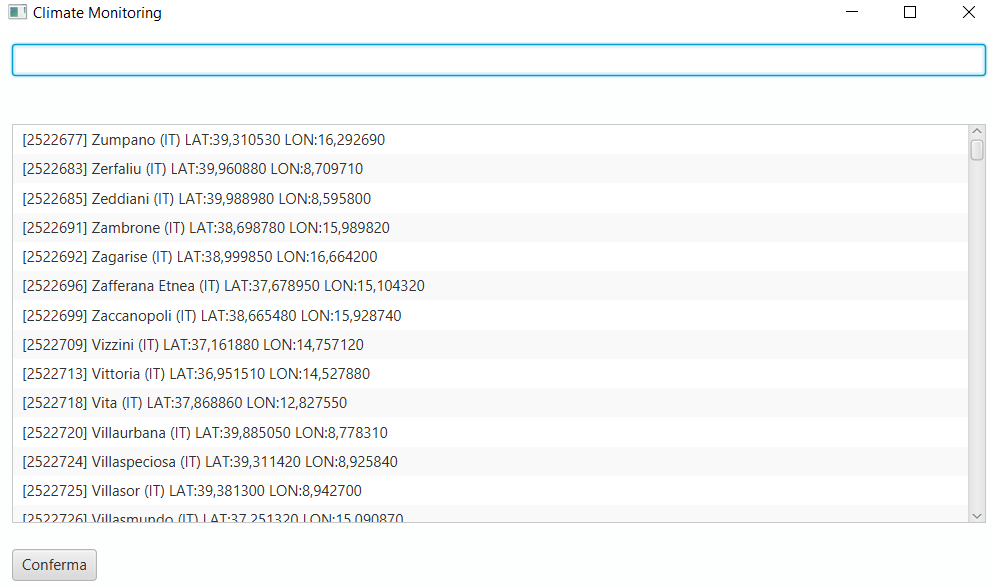 Climate Monitoring
[2522677] Zumpano (IT) LAT:39,310530 LON:16,292690
[2522683] Zerfaliu (IT) LAT:39,960880 LON:8,709710
[2522685] Zeddiani (IT) LAT:39,988980 LON:8,595800
[2522691] Zambrone (IT) LAT:38,698780 LON:15,989820
[2522692] Zagarise (IT) LAT:38,999850 LON:16,664200
[2522696] Zafferana Etnea (IT) LAT:37,678950 LON:15,104320
[2522699] Zaccanopoli (IT) LAT:38,665480 LON:15,928740
[2522709] Vizzini (IT) LAT:37,161880 LON:14,757120
[2522713] Vittoria (IT) LAT:36,951510 LON:14,527880
[2522718] Vita (IT) LAT:37,868860 LON:12,827550
[2522720] Villaurbana (IT) LAT:39,885050 LON:8,778310
[2522724] Villaspeciosa (IT) LAT:39,311420 LON:8,925840
[2522725] Villasor (IT) LAT:39,381300 LON:8,942700
[2522726] Villasmundo (IT) LAT:37,251320 LON:15,090870
Conferma